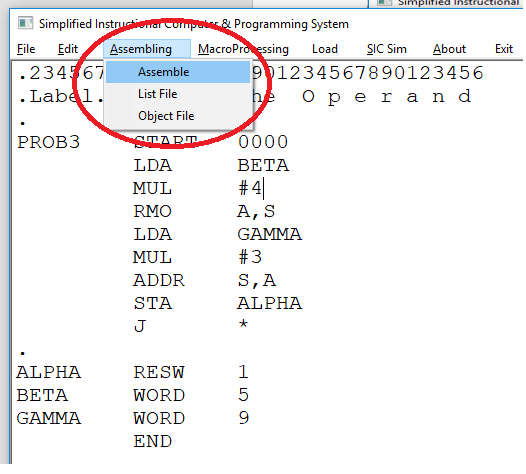 Simplified Instructional
Simplified Instructional Computer & Programming System
File Edit Assembling MacroProcessing Load SIC Sim About Exit
Assemble
List File
Object File
.234567 901234567890123456
.Label. he Operand
.
PROB3 START 0000
LDA BETA
MUL #4
RMO A,S
LDA GAMMA
MUL #3
ADDR S,A
STA ALPHA
J *
.
ALPHA RESW 1
BETA WORD 5
GAMMA WORD 9
END